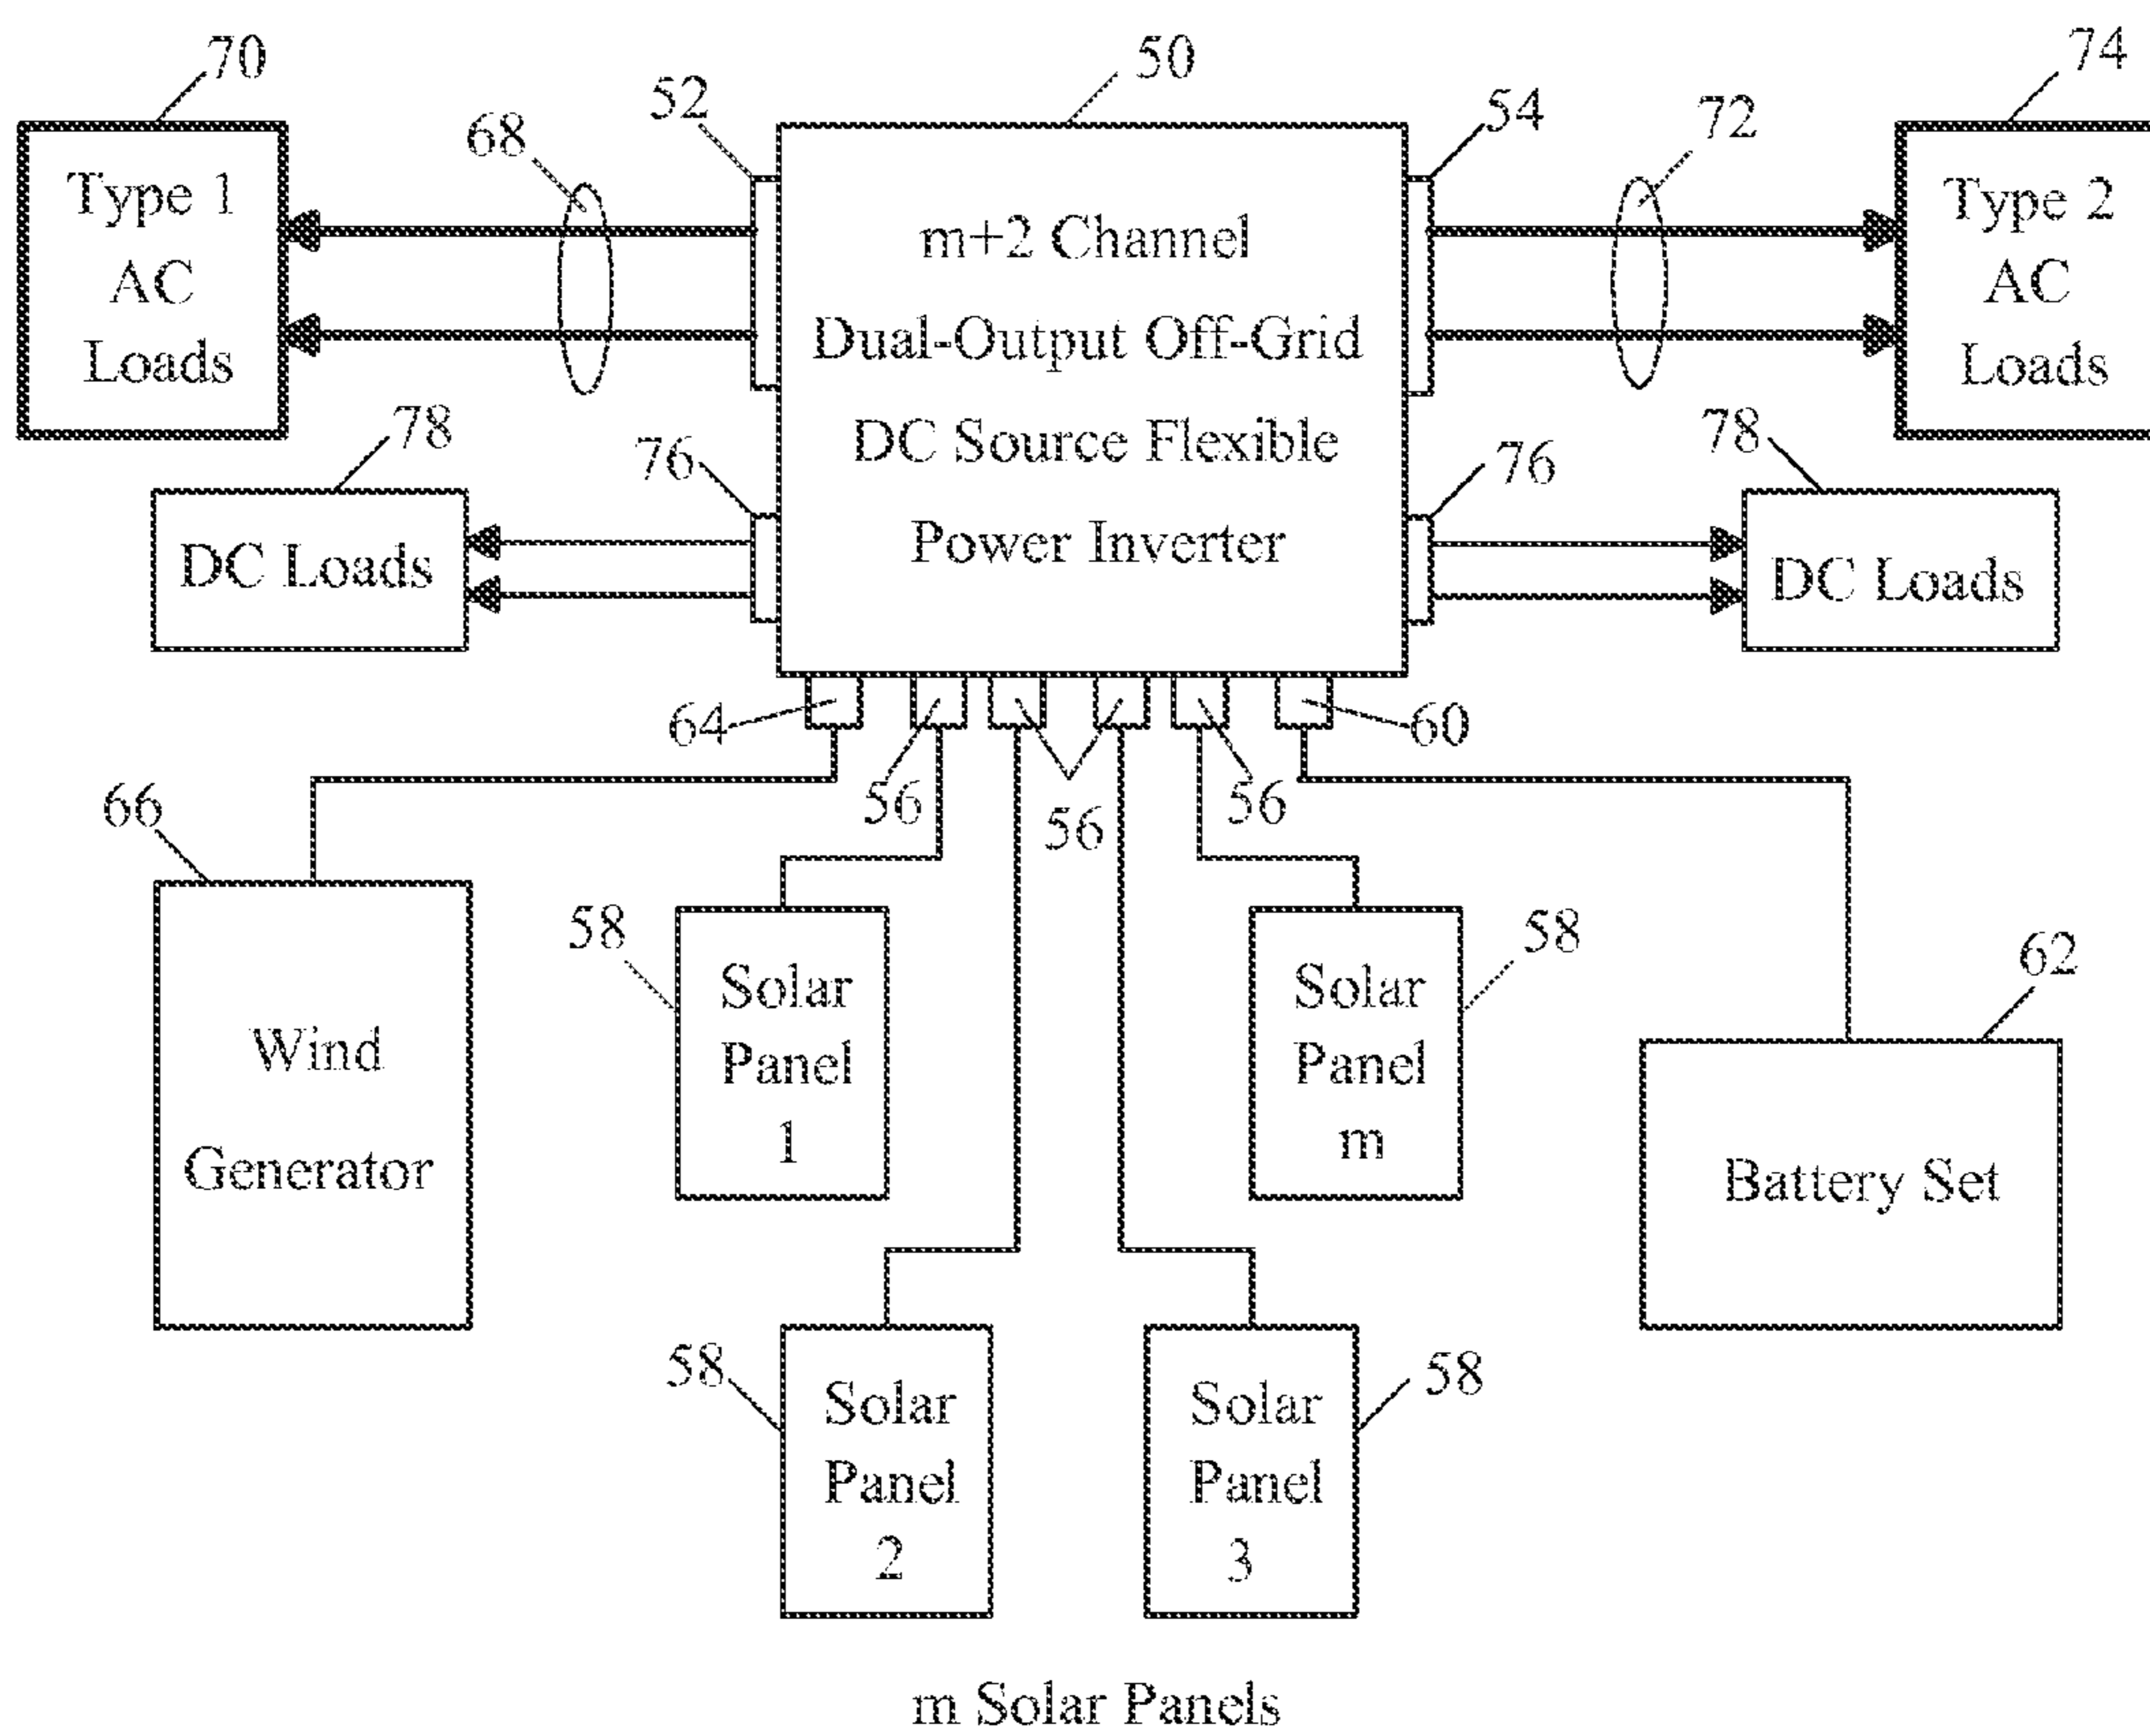 70
50
74
52
54
68
72
Type 1
AC
Loads
m+2 Channel
Dual-Output Off-Grid
DC Source Flexible
Power Inverter
Type 2
AC
Loads
78
76
76
78
DC Loads
DC Loads
64
60
56
56
56
66
58
58
62
Wind
Generator
Solar
Panel
1
Solar
Panel
m
Battery Set
58
58
Solar
Panel
2
Solar
Panel
3
m Solar Panels